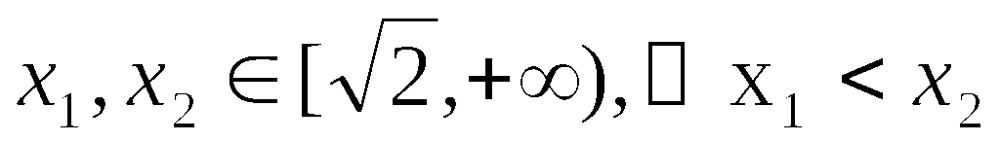 x₁, x₂ ∈ [√2, +∞), x₁ < x₂